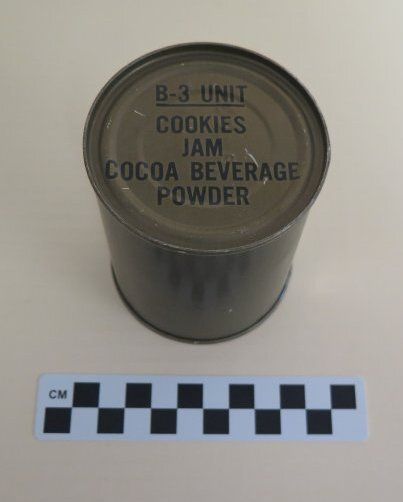 B-3 UNIT
COOKIES
JAM
COCOA BEVERAGE
POWDER
CM